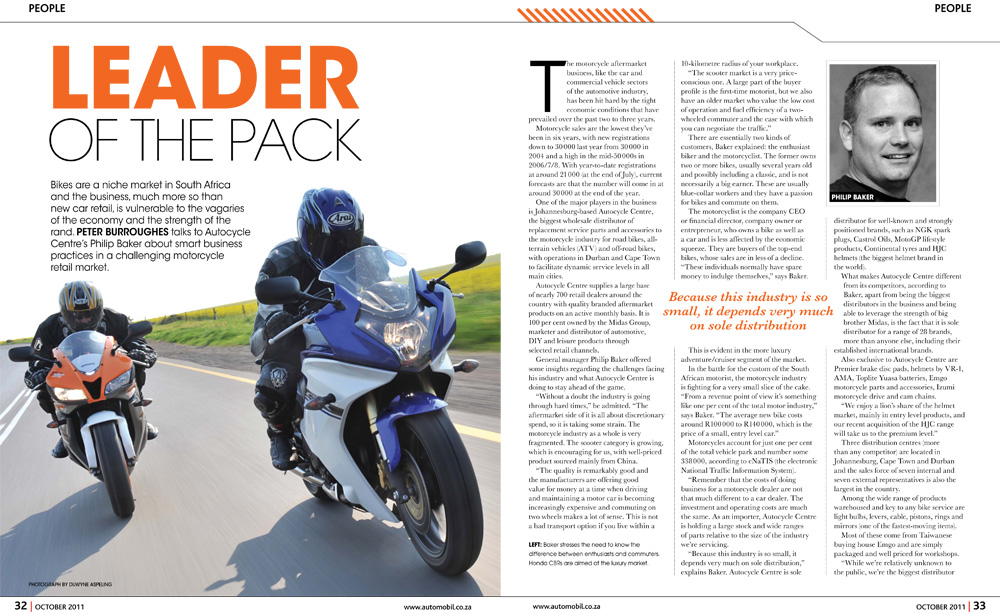 PEOPLE
PEOPLE
LEADER
OF THE PACK
Bikes are a niche market in South Africa
and the business, much more so than
new car retail, is vulnerable to the vagaries
of the economy and the strength of the
rand. PETER BURROUGHES talks to Autocycle
Centre's Philip Baker about smart business
practices in a challenging motorcycle
retail market.
Arai
PHOTOGRAPH BY DUWYNE ASPELING
32 | OCTOBER 2011
www.automobil.co.za
The motorcycle aftermarket
business, like the car and
commercial vehicle sectors
of the automotive industry,
has been hit hard by the tight
economic conditions that have
prevailed over the past two to three years.
Motorcycle sales are the lowest they've
been in six years, with new registrations
down to 30 000 last year from 30 000 in
2004 and a high in the mid-50 000s in
2006/7/8. With year-to-date registrations
at around 21 000 (at the end of July), current
forecasts are that the number will come in at
around 30 000 at the end of the year.
One of the major players in the business
is Johannesburg-based Autocycle Centre,
the biggest wholesale distributor of
replacement service parts and accessories to
the motorcycle industry for road bikes, all-
terrain vehicles (ATV) and off-road bikes,
with operations in Durban and Cape Town
to facilitate dynamic service levels in all
main cities.
Autocycle Centre supplies a large base
of nearly 700 retail dealers around the
country with quality branded aftermarket
products on an active monthly basis. It is
100 per cent owned by the Midas Group,
marketer and distributor of automotive,
DIY and leisure products through
selected retail channels.
General manager Philip Baker offered
some insights regarding the challenges facing
his industry and what Autocycle Centre is
doing to stay ahead of the game.
"Without a doubt the industry is going
through hard times," he admitted. "The
aftermarket side of it is all about discretionary
spend, so it is taking some strain. The
motorcycle industry as a whole is very
fragmented. The scooter category is growing,
which is encouraging for us, with well-priced
product sourced mainly from China.
"The quality is remarkably good and
the manufacturers are offering good
value for money at a time when driving
and maintaining a motor car is becoming
increasingly expensive and commuting on
two wheels makes a lot of sense. This is not
a bad transport option if you live within a
LEFT: Baker stresses the need to know the
difference between enthusiasts and commuters.
Honda CB9s are aimed at the luxury market.
10-kilometre radius of your workplace.
"The scooter market is a very price-
conscious one. A large part of the buyer
profile is the first-time motorist, but we also
have an older market who value the low cost
of operation and fuel efficiency of a two-
wheeled commuter and the ease with which
you can negotiate the traffic."
There are essentially two kinds of
customers, Baker explained: the enthusiast
biker and the motorcyclist. The former owns
two or more bikes, usually several years old
and possibly including a classic, and is not
necessarily a big earner. These are usually
blue-collar workers and they have a passion
for bikes and commute on them.
The motorcyclist is the company CEO
or financial director, company owner or
entrepreneur, who owns a bike as well as
a car and is less affected by the economic
squeeze. They are buyers of the top-end
bikes, whose sales are in less of a decline.
"These individuals normally have spare
money to indulge themselves," says Baker.
Because this industry is so
small, it depends very much
on sole distribution
This is evident in the more luxury
adventure/cruiser segment of the market.
In the battle for the custom of the South
African motorist, the motorcycle industry
is fighting for a very small slice of the cake.
"From a revenue point of view it's something
like one per cent of the total motor industry,"
says Baker. "The average new bike costs
around R100 000 to R140 000, which is the
price of a small, entry level car."
Motorcycles account for just one per cent
of the total vehicle park and number some
338 000, according to eNaTIS (the electronic
National Traffic Information System).
"Remember that the costs of doing
business for a motorcycle dealer are not
that much different to a car dealer. The
investment and operating costs are much
the same. As an importer, Autocycle Centre
is holding a large stock and wide ranges
of parts relative to the size of the industry
we're servicing.
"Because this industry is so small, it
depends very much on sole distribution,"
explains Baker. Autocycle Centre is sole
PHILIP BAKER
distributor for well-known and strongly
positioned brands, such as NGK spark
plugs, Castrol Oils, MotoGP lifestyle
products, Continental tyres and HJC
helmets (the biggest helmet brand in
the world).
What makes Autocycle Centre different
from its competitors, according to
Baker, apart from being the biggest
distributors in the business and being
able to leverage the strength of big
brother Midas, is the fact that it is sole
distributor for a range of 28 brands,
more than anyone else, including their
established international brands.
Also exclusive to Autocycle Centre are
Premier brake disc pads, helmets by VR-1,
AMA, Toplite Yuasa batteries, Emgo
motorcycle parts and accessories, Izumi
motorcycle drive and cam chains.
"We enjoy a lion's share of the helmet
market, mainly in entry level products, and
our recent acquisition of the HJC range
will take us to the premium level."
Three distribution centres (more
than any competitor) are located in
Johannesburg, Cape Town and Durban
and the sales force of seven internal and
seven external representatives is also the
largest in the country.
Among the wide range of products
warehoused and key to any bike service are
light bulbs, levers, cable, pistons, rings and
mirrors (one of the fastest-moving items).
Most of these come from Taiwanese
buying house Emgo and are simply
packaged and well priced for workshops.
"While we're relatively unknown to
the public, we're the biggest distributor
www.automobil.co.za
OCTOBER 2011 | 33